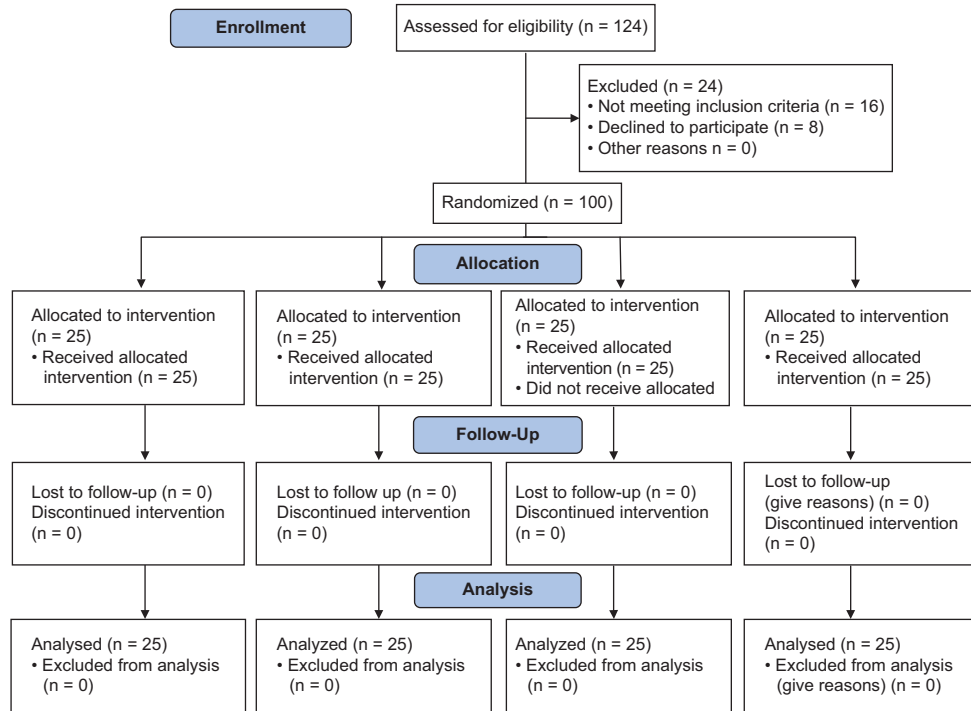 Enrollment
Assessed for eligibility (n = 124)
Excluded (n = 24)
• Not meeting inclusion criteria (n = 16)
• Declined to participate (n = 8)
• Other reasons n = 0)
Randomized (n = 100)
Allocation
Allocated to intervention
(n = 25)
• Received allocated
intervention (n = 25)
Allocated to intervention
(n = 25)
• Received allocated
intervention (n = 25)
Allocated to intervention
(n = 25)
• Received allocated
intervention (n = 25)
• Did not receive allocated
Allocated to intervention
(n = 25)
• Received allocated
intervention (n = 25)
Follow-Up
Lost to follow-up (n = 0)
Discontinued intervention
(n = 0)
Lost to follow up (n = 0)
Discontinued intervention
(n = 0)
Lost to follow-up (n = 0)
Discontinued intervention
(n = 0)
Lost to follow-up
(give reasons) (n = 0)
Discontinued intervention
(n = 0)
Analysis
Analysed (n = 25)
• Excluded from analysis
(n = 0)
Analyzed (n = 25)
• Excluded from analysis
(n = 0)
Analyzed (n = 25)
• Excluded from analysis
(n = 0)
Analysed (n = 25)
• Excluded from analysis
(give reasons) (n = 0)